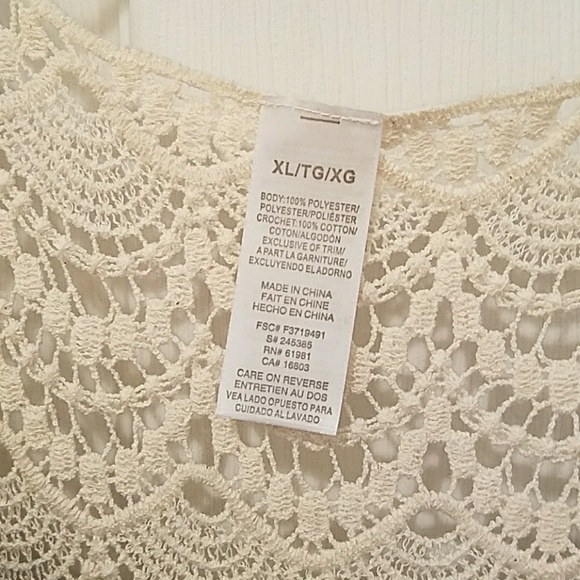 XL/TG/XG
BODY:100% POLYESTER/
POLYESTER/POLIÉSTER
CROCHET:100% COTTON/
COTON/ALGODÓN
EXCLUSIVE OF TRIM/
A PART LA GARNITURE/
EXCLUYENDO ELADORNO
MADE IN CHINA
FAIT EN CHINE
HECHO EN CHINA
FSC# F3719491
S# 245385
RN# 61981
CA# 16803
CARE ON REVERSE
ENTRETIEN AU DOS
VEA LADO OPUESTO PARA
CUIDADO AL LAVADO